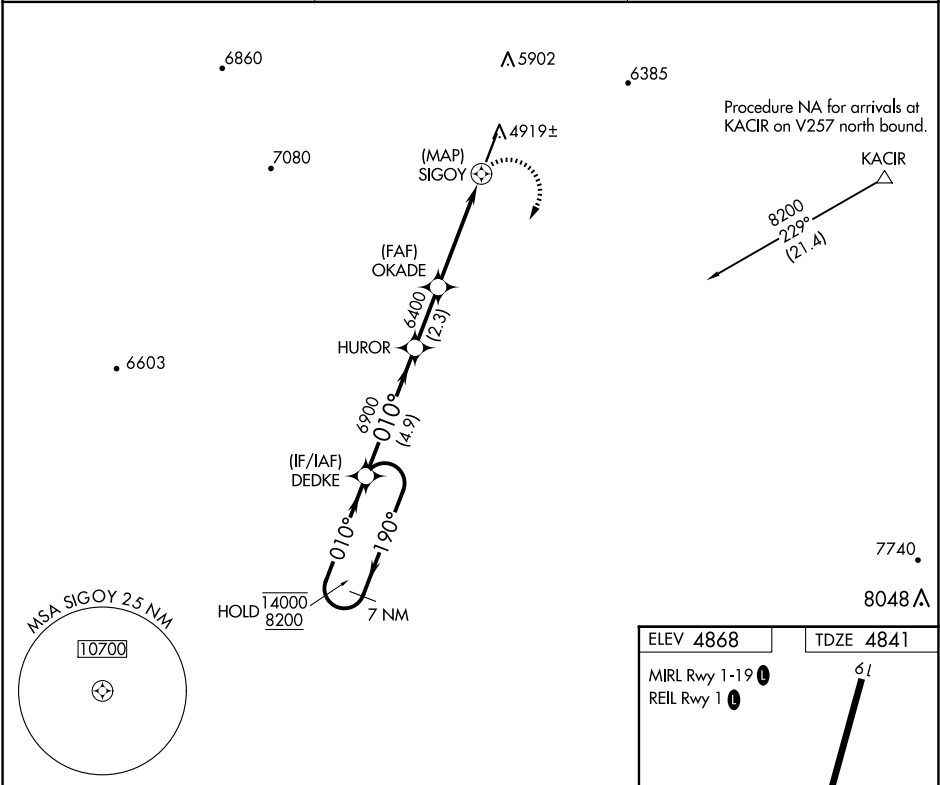 6860
5902
6385
Procedure NA for arrivals at
KACIR on V257 north bound.
4919±
7080
(MAP)
SIGOY
KACIR
8200
229°
(21.4)
(FAF)
OKADE
6400
(2.3)
HUROR
6603
6900
010°
(4.9)
(IF/IAF)
DEDKE
010°
190°
HOLD
14000
8200
7 NM
7740
8048
MSA SIGOY 25 NM
10700
ELEV 4868
TDZE 4841
MIRL Rwy 1-19 L
REIL Rwy 1 L
19